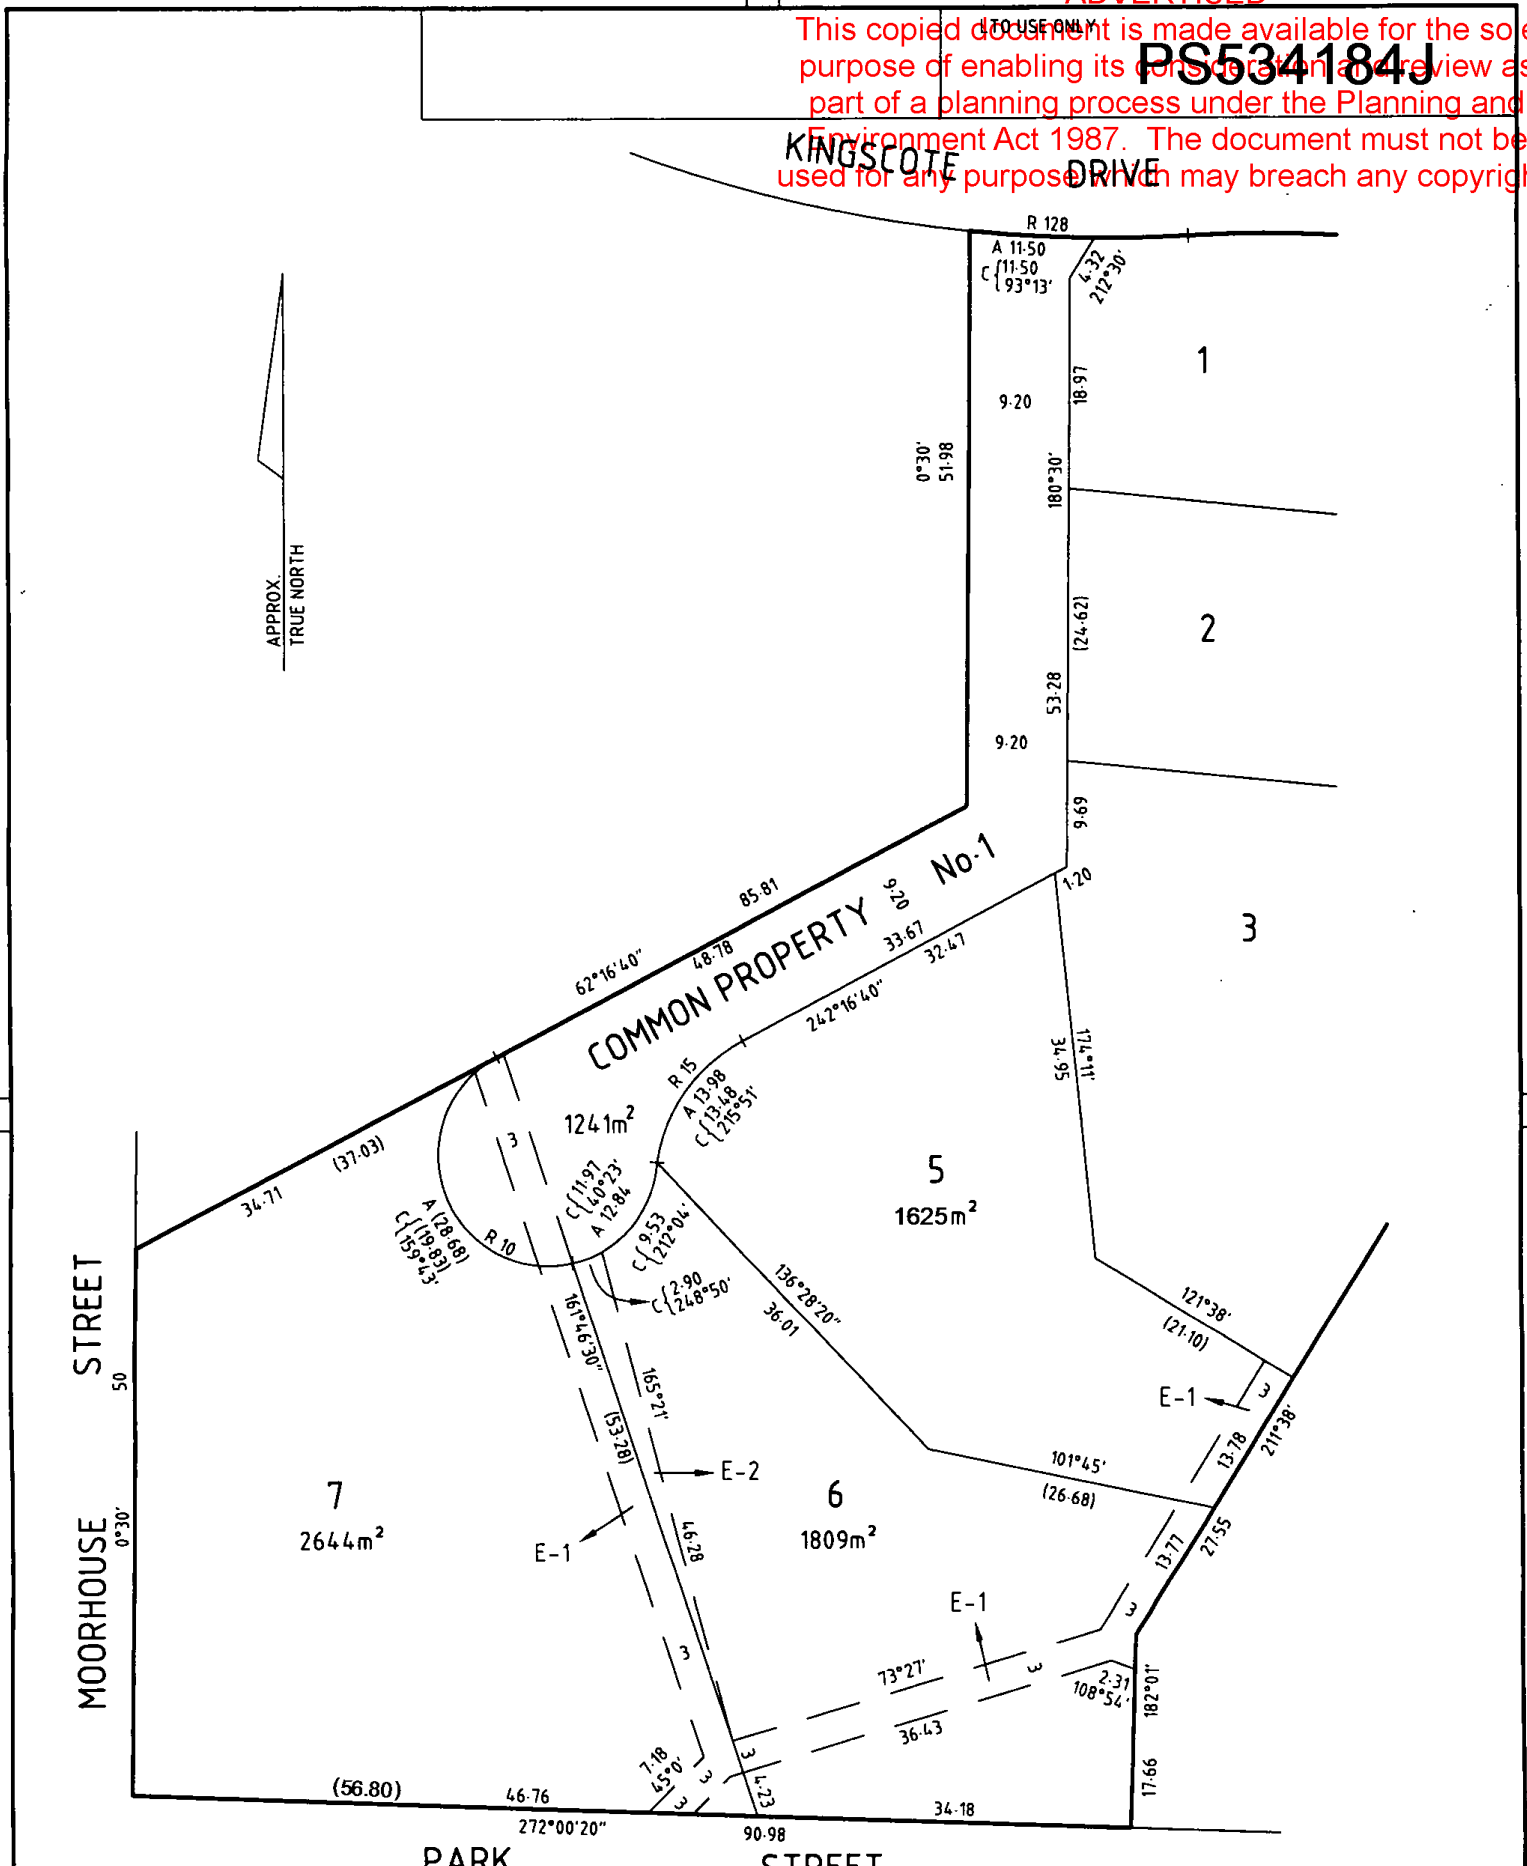 ADVERTISED
This copied document is made available for the sole
purpose of enabling its consideration and review as
part of a planning process under the Planning and
Environment Act 1987. The document must not be
used for any purpose which may breach any copyright
LTO USE ONLY
PS534184J
KINGSCOTE DRIVE
R 128
A 11·50
C{11·50
93°13'
4·32
212°30'
1
18·97
9·20
0°30'
51·98
180°30'
APPROX.
TRUE NORTH
(24·62)
2
53·28
9·20
9·69
No·1
1·20
85·81
9·20
COMMON PROPERTY
33·67
32·47
3
48·78
62°16'40"
242°16'40"
174°11'
34·95
R 15
A 13·98
C{13·48
215°51'
1241m²
3
(37·03)
34·71
5
1625m²
C{11·97
40°23'
A 12·84
A (28·68)
C{(19·83)
159°43'
R 10
C{9·53
212°04'
C{2·90
248°50'
136°28'20"
36·01
121°38'
(21·10)
161°46'30"
(53·28)
165°21'
E-1
3
13·78
211°38'
MOORHOUSE STREET
50
0°30'
101°45'
(26·68)
E-2
7
2644m²
6
1809m²
46·28
E-1
13·77
27·55
E-1
3
3
73°27'
3
2·31
108°54'
182°01'
36·43
7·18
45°0'
3
3
3
4·23
17·66
(56.80)
46·76
34·18
272°00'20"
90·98
PARK STREET